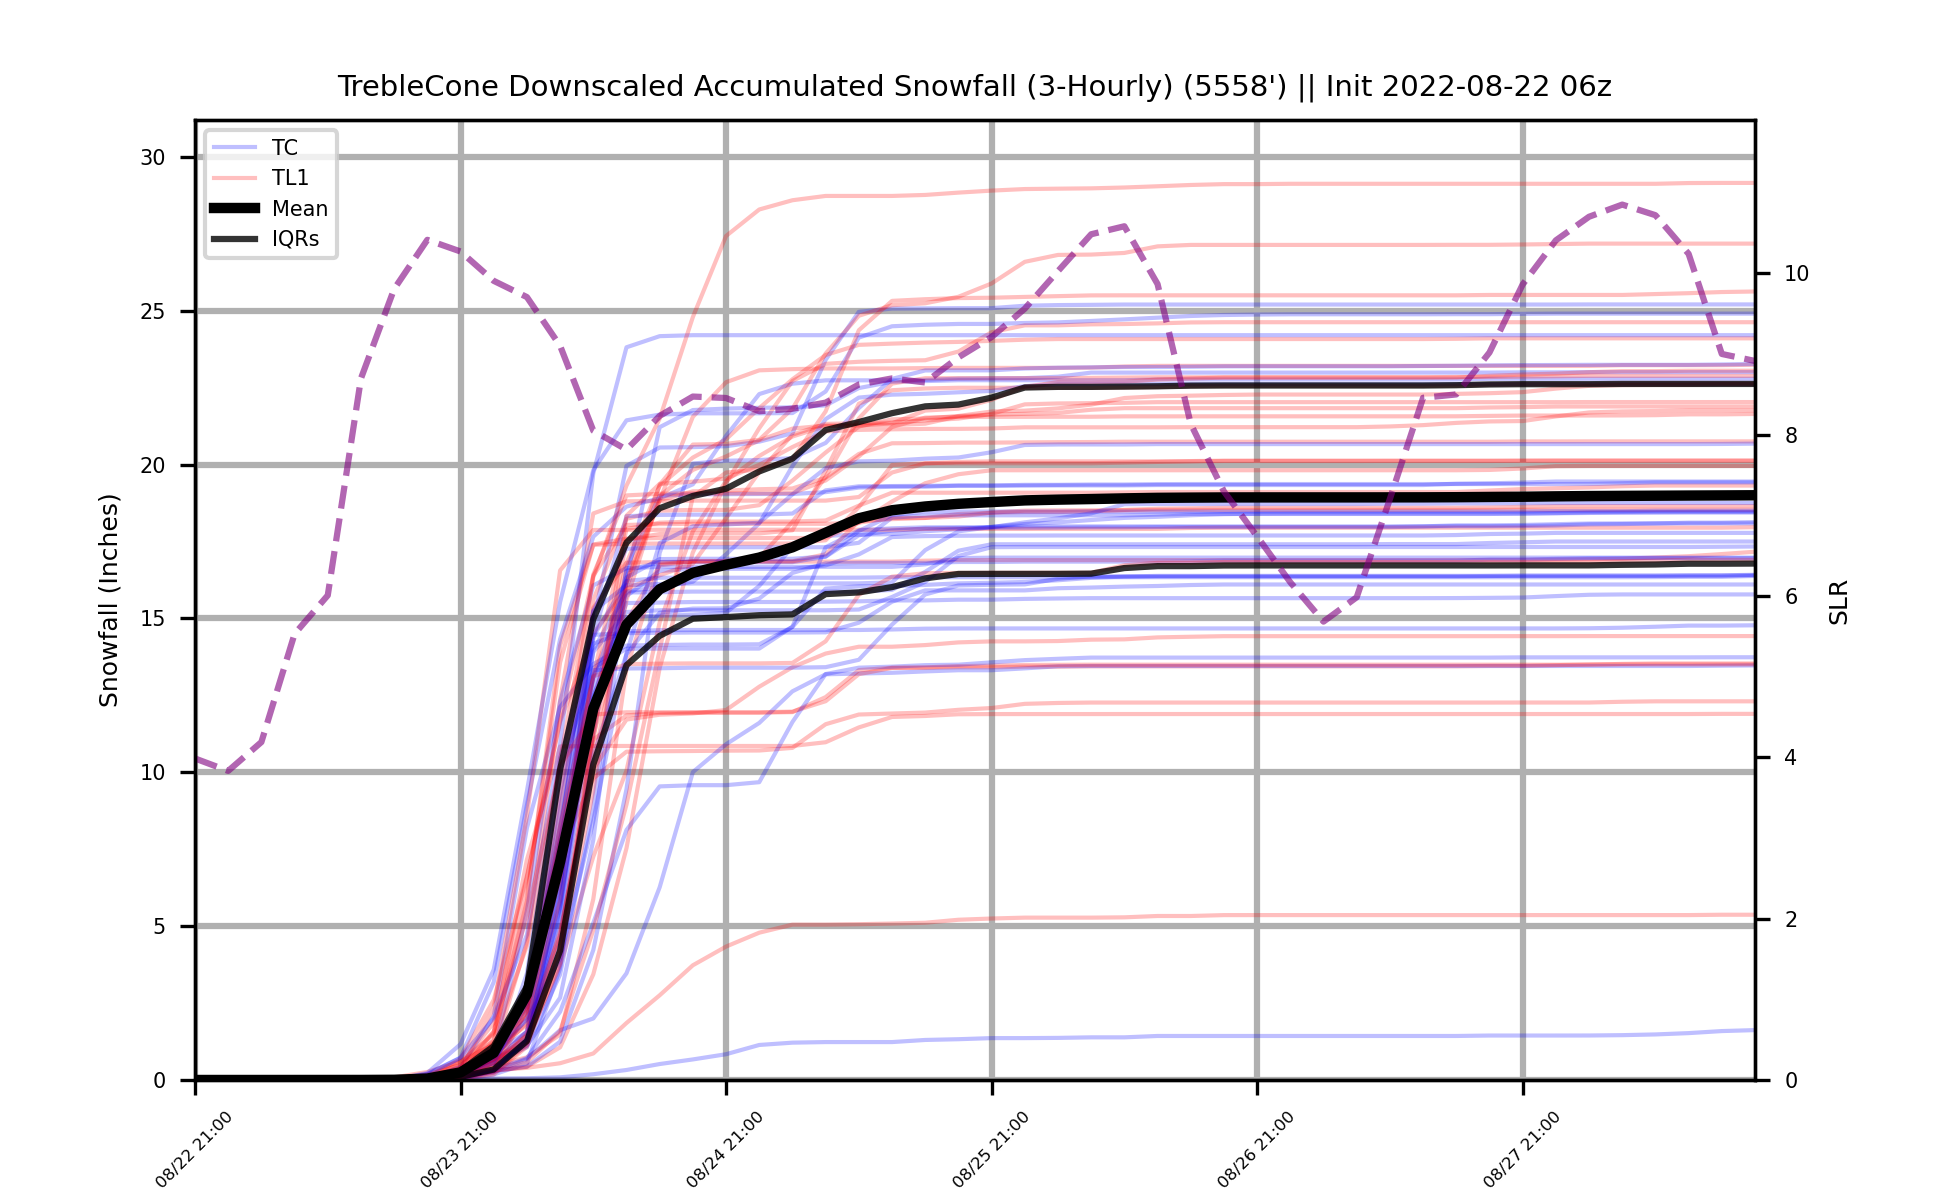 TrebleCone Downscaled Accumulated Snowfall (3-Hourly) (5558') || Init 2022-08-22 06z
TC
TL1
Mean
IQRs
30
25
20
15
10
5
0
Snowfall (Inches)
10
8
6
4
2
0
SLR
08/22 21:00
08/23 21:00
08/24 21:00
08/25 21:00
08/26 21:00
08/27 21:00